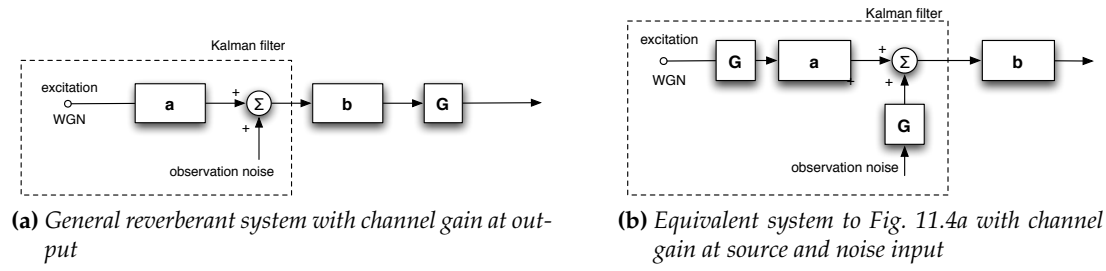 Kalman filter
excitation
WGN
a
+
+
Σ
b
G
observation noise
(a) General reverberant system with channel gain at out-
put
Kalman filter
excitation
WGN
G
a
+
+
+
Σ
b
G
observation noise
(b) Equivalent system to Fig. 11.4a with channel
gain at source and noise input